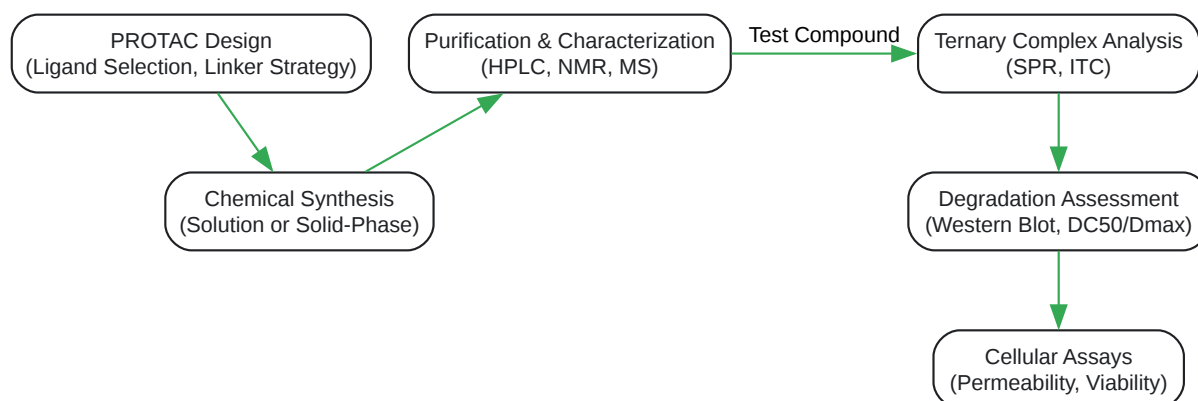 PROTAC Design
(Ligand Selection, Linker Strategy)
Chemical Synthesis
(Solution or Solid-Phase)
Purification & Characterization
(HPLC, NMR, MS)
Test Compound
Ternary Complex Analysis
(SPR, ITC)
Degradation Assessment
(Western Blot, DC50/Dmax)
Cellular Assays
(Permeability, Viability)